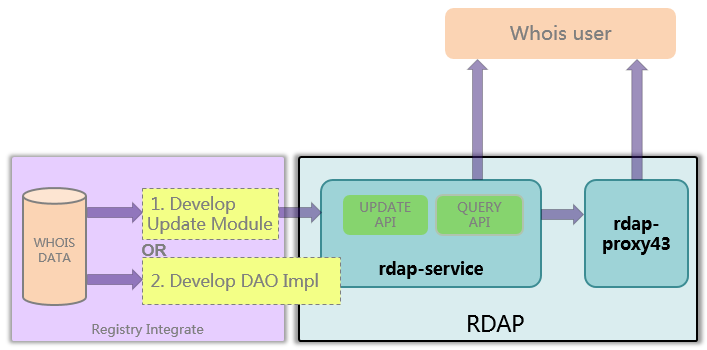 Whois user
WHOIS
DATA
1. Develop
Update Module
OR
2. Develop DAO Impl
Registry Integrate
UPDATE
API
QUERY
API
rdap-service
rdap-
proxy43
RDAP